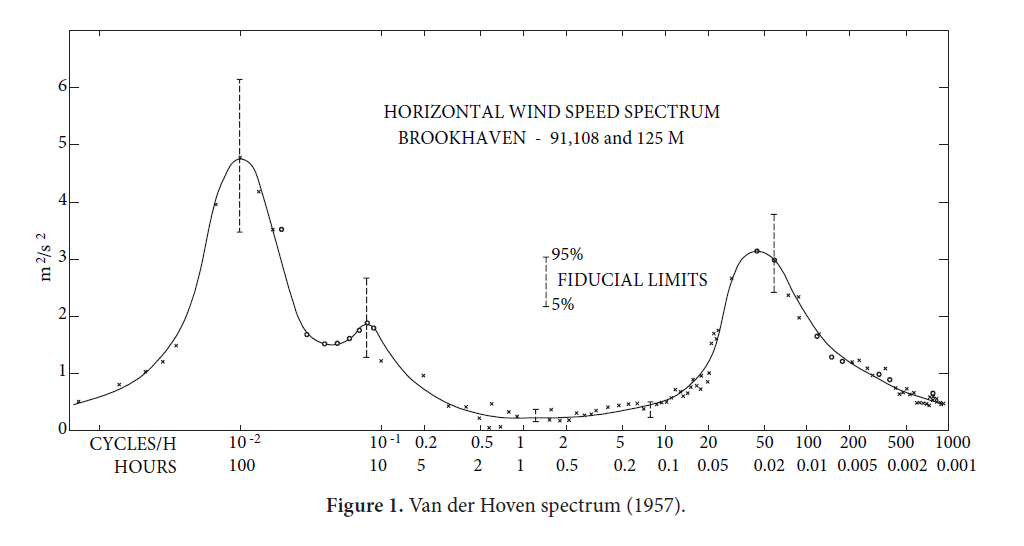 HORIZONTAL WIND SPEED SPECTRUM
BROOKHAVEN - 91,108 and 125 M
m²/s ²
6
5
4
3
2
1
0
95%
FIDUCIAL LIMITS
5%
CYCLES/H 10⁻² 10⁻¹ 0.2 0.5 1 2 5 10 20 50 100 200 500 1000
HOURS 100 10 5 2 1 0.5 0.2 0.1 0.05 0.02 0.01 0.005 0.002 0.001
Figure 1. Van der Hoven spectrum (1957).